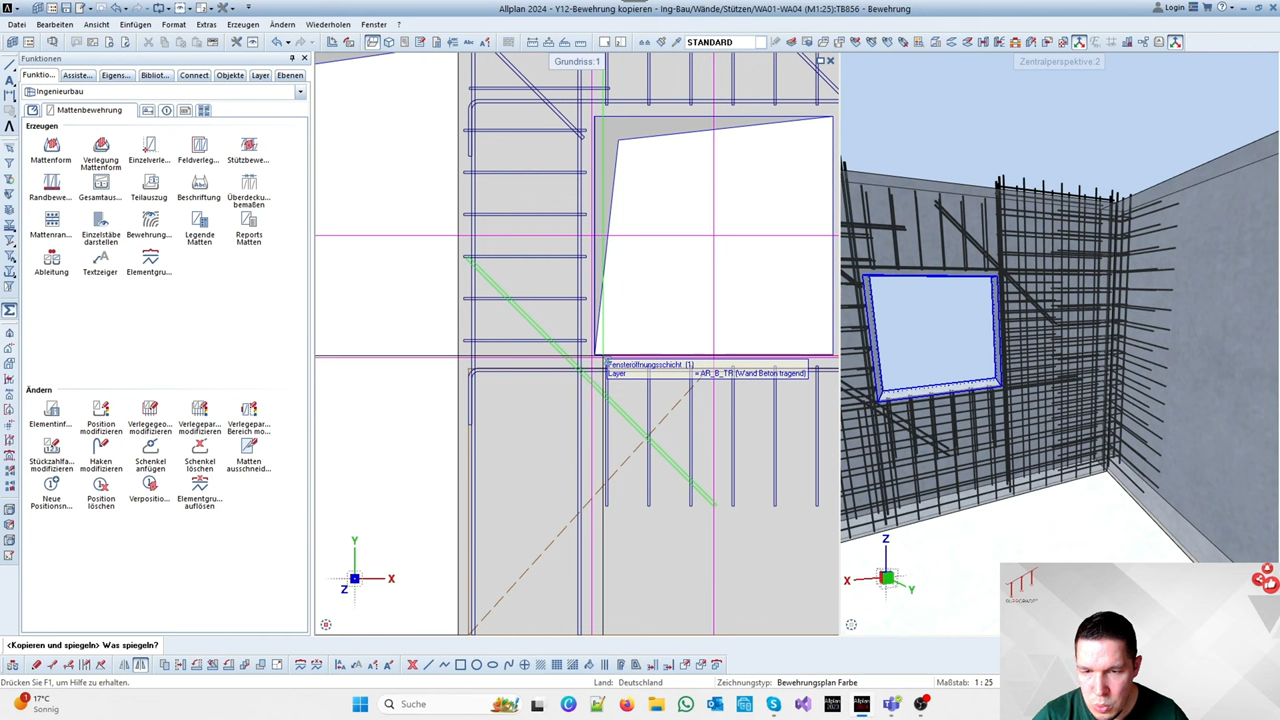 Allplan - Y12-Bewehrung kopieren - Ing-Bau/Wände/Stützen/WA01-WA04 (M1:25):TB856 - Bewehrung
Login
Datei Bearbeiten Ansicht Einfügen Format Extras Erzeugen Ändern Wiederholen Fenster ?
STANDARD
Funktionen
Funktio... Assiste... Eigens... Bibliot... Connect Objekte Layer Ebenen
Ingenieurbau
Mattenbewehrung
Erzeugen
Mattenform Verlegung Mattenform Einzelverle... Feldverleg... Stützbewe...
Randbewe... Gesamtaus... Teilauszug Beschriftung Überdecku... bemaßen
Mattenran... Einzelstäbe darstellen Bewehrung... Legende Matten Reports Matten
Ableitung Textzeiger Elementgru...
Ändern
Elementinf... Position modifizieren Verlegegeo... modifizieren Verlegepar... modifizieren Verlegepar... Bereich mo...
Stückzahlfa... modifizieren Haken modifizieren Schenkel anfügen Schenkel löschen Matten ausschneid...
Neue Positionsn... Position löschen Verpositio... Elementgru... auflösen
Grundriss:1
Zentralperspektive:2
Fensteröffnungsschicht (1)
Layer = AR_B_TR (Wand Beton tragend)
Y
X
Z
Z
X
Y
<Kopieren und spiegeln> Was spiegeln?
Drücken Sie F1, um Hilfe zu erhalten.
Land: Deutschland
Zeichnungstyp: Bewehrungsplan Farbe
Maßstab: 1 : 25
17°C
Sonnig
Suche